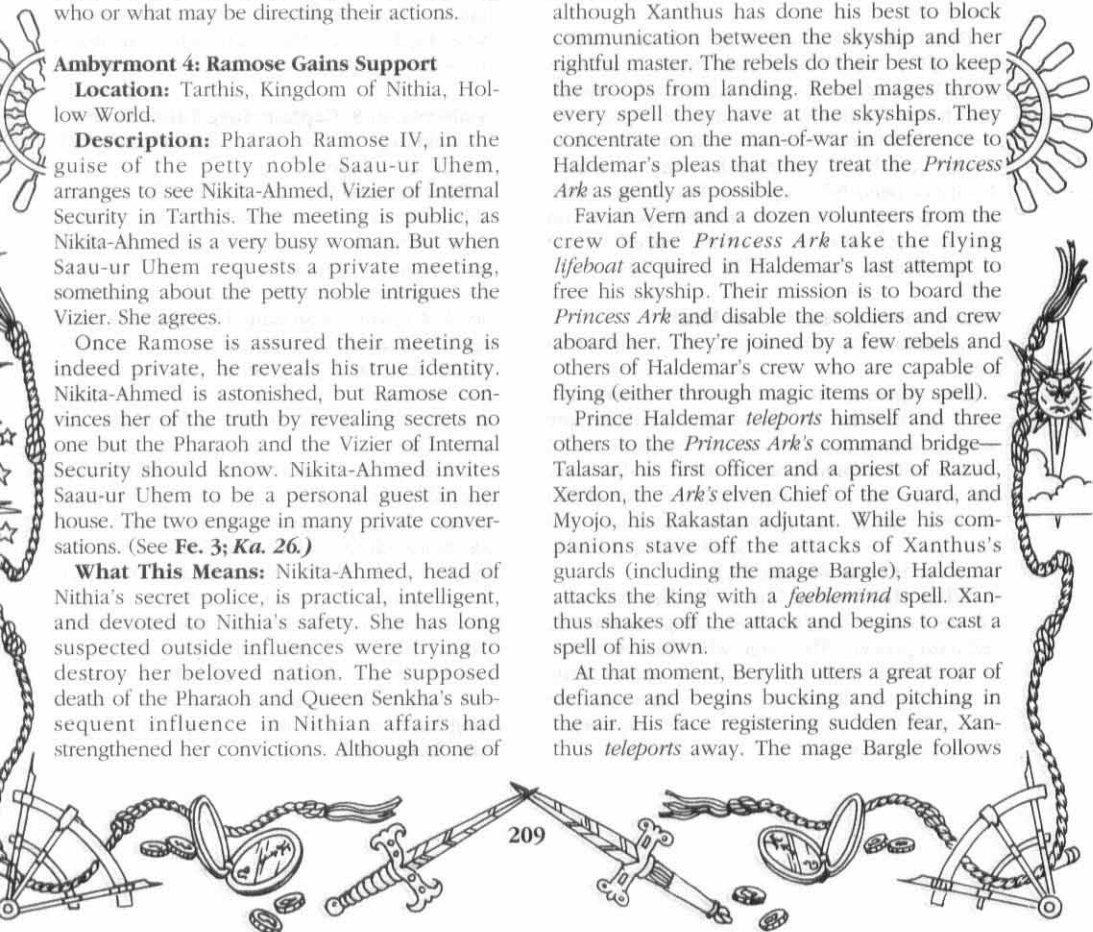 who or what may be directing their actions.
Ambyrmont 4: Ramose Gains Support
Location: Tarthis, Kingdom of Nithia, Hol-
low World.
Description: Pharaoh Ramose IV, in the
guise of the petty noble Saau-ur Uhem,
arranges to see Nikita-Ahmed, Vizier of Internal
Security in Tarthis. The meeting is public, as
Nikita-Ahmed is a very busy woman. But when
Saau-ur Uhem requests a private meeting,
something about the petty noble intrigues the
Vizier. She agrees.
Once Ramose is assured their meeting is
indeed private, he reveals his true identity.
Nikita-Ahmed is astonished, but Ramose con-
vinces her of the truth by revealing secrets no
one but the Pharaoh and the Vizier of Internal
Security should know. Nikita-Ahmed invites
Saau-ur Uhem to be a personal guest in her
house. The two engage in many private conver-
sations. (See Fe. 3; Ka. 26.)
What This Means: Nikita-Ahmed, head of
Nithia's secret police, is practical, intelligent,
and devoted to Nithia's safety. She has long
suspected outside influences were trying to
destroy her beloved nation. The supposed
death of the Pharaoh and Queen Senkha's sub-
sequent influence in Nithian affairs had
strengthened her convictions. Although none of
although Xanthus has done his best to block
communication between the skyship and her
rightful master. The rebels do their best to keep
the troops from landing. Rebel mages throw
every spell they have at the skyships. They
concentrate on the man-of-war in deference to
Haldemar's pleas that they treat the Princess
Ark as gently as possible.
Favian Vern and a dozen volunteers from the
crew of the Princess Ark take the flying
lifeboat acquired in Haldemar's last attempt to
free his skyship. Their mission is to board the
Princess Ark and disable the soldiers and crew
aboard her. They're joined by a few rebels and
others of Haldemar's crew who are capable of
flying (either through magic items or by spell).
Prince Haldemar teleports himself and three
others to the Princess Ark's command bridge—
Talasar, his first officer and a priest of Razud,
Xerdon, the Ark's elven Chief of the Guard, and
Myojo, his Rakastan adjutant. While his com-
panions stave off the attacks of Xanthus's
guards (including the mage Bargle), Haldemar
attacks the king with a feeblemind spell. Xan-
thus shakes off the attack and begins to cast a
spell of his own.
At that moment, Berylith utters a great roar of
defiance and begins bucking and pitching in
the air. His face registering sudden fear, Xan-
thus teleports away. The mage Bargle follows
209